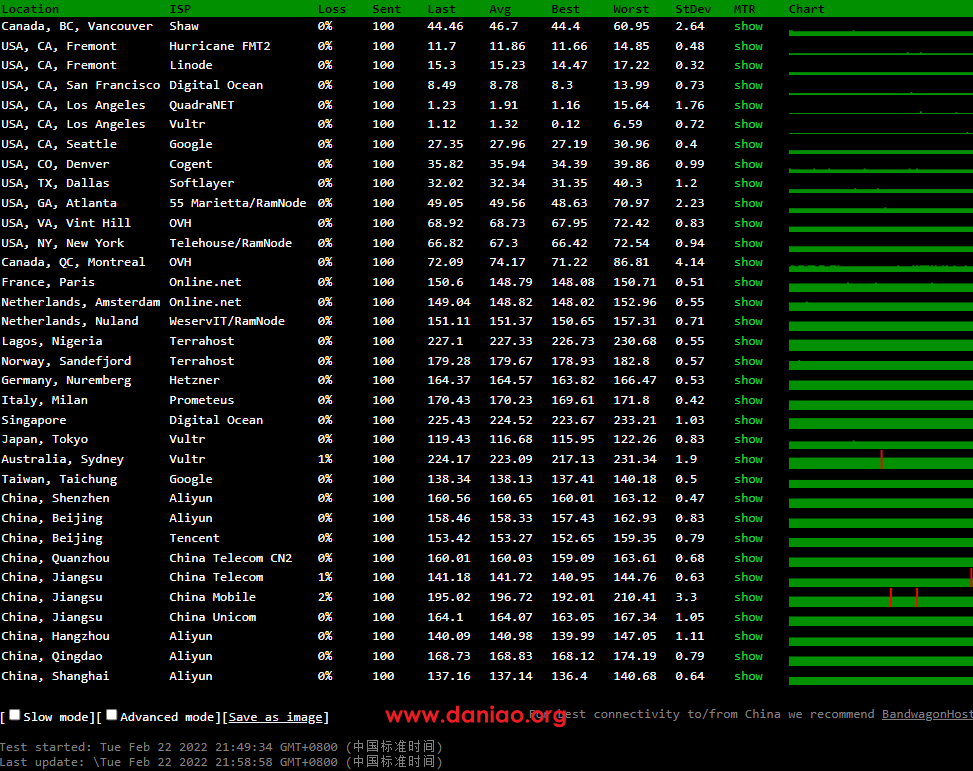 Location ISP Loss Sent Last Avg Best Worst StDev MTR Chart
Canada, BC, Vancouver Shaw 0% 100 44.46 46.7 44.4 60.95 2.64 show
USA, CA, Fremont Hurricane FMT2 0% 100 11.7 11.86 11.66 14.85 0.48 show
USA, CA, Fremont Linode 0% 100 15.3 15.23 14.47 17.22 0.32 show
USA, CA, San Francisco Digital Ocean 0% 100 8.49 8.78 8.3 13.99 0.73 show
USA, CA, Los Angeles QuadraNET 0% 100 1.23 1.91 1.16 15.64 1.76 show
USA, CA, Los Angeles Vultr 0% 100 1.12 1.32 0.12 6.59 0.72 show
USA, CA, Seattle Google 0% 100 27.35 27.96 27.19 30.96 0.4 show
USA, CO, Denver Cogent 0% 100 35.82 35.94 34.39 39.86 0.99 show
USA, TX, Dallas Softlayer 0% 100 32.02 32.34 31.35 40.3 1.2 show
USA, GA, Atlanta 55 Marietta/RamNode 0% 100 49.05 49.56 48.63 70.97 2.23 show
USA, VA, Vint Hill OVH 0% 100 68.92 68.73 67.95 72.42 0.83 show
USA, NY, New York Telehouse/RamNode 0% 100 66.82 67.3 66.42 72.54 0.94 show
Canada, QC, Montreal OVH 0% 100 72.09 74.17 71.22 86.81 4.14 show
France, Paris Online.net 0% 100 150.6 148.79 148.08 150.71 0.51 show
Netherlands, Amsterdam Online.net 0% 100 149.04 148.82 148.02 152.96 0.55 show
Netherlands, Nuland WeservIT/RamNode 0% 100 151.11 151.37 150.65 157.31 0.71 show
Lagos, Nigeria Terrahost 0% 100 227.1 227.33 226.73 230.68 0.55 show
Norway, Sandefjord Terrahost 0% 100 179.28 179.67 178.93 182.8 0.57 show
Germany, Nuremberg Hetzner 0% 100 164.37 164.57 163.82 166.47 0.53 show
Italy, Milan Prometeus 0% 100 170.43 170.23 169.61 171.8 0.42 show
Singapore Digital Ocean 0% 100 225.43 224.52 223.67 233.21 1.03 show
Japan, Tokyo Vultr 0% 100 119.43 116.68 115.95 122.26 0.83 show
Australia, Sydney Vultr 1% 100 224.17 223.09 217.13 231.34 1.9 show
Taiwan, Taichung Google 0% 100 138.34 138.13 137.41 140.18 0.5 show
China, Shenzhen Aliyun 0% 100 160.56 160.65 160.01 163.12 0.47 show
China, Beijing Aliyun 0% 100 158.46 158.33 157.43 162.93 0.83 show
China, Beijing Tencent 0% 100 153.42 153.27 152.65 159.35 0.79 show
China, Quanzhou China Telecom CN2 0% 100 160.01 160.03 159.09 163.61 0.68 show
China, Jiangsu China Telecom 1% 100 141.18 141.72 140.95 144.76 0.63 show
China, Jiangsu China Mobile 2% 100 195.02 196.72 192.01 210.41 3.3 show
China, Jiangsu China Unicom 0% 100 164.1 164.07 163.05 167.34 1.05 show
China, Hangzhou Aliyun 0% 100 140.09 140.98 139.99 147.05 1.11 show
China, Qingdao Aliyun 0% 100 168.73 168.83 168.12 174.19 0.79 show
China, Shanghai Aliyun 0% 100 137.16 137.14 136.4 140.68 0.64 show
[ Slow mode][ Advanced mode][Save as image] www.daniao.org best connectivity to/from China we recommend BandwagonHost
Test started: Tue Feb 22 2022 21:49:34 GMT+0800 (中国标准时间)
Last update: \Tue Feb 22 2022 21:58:58 GMT+0800 (中国标准时间)